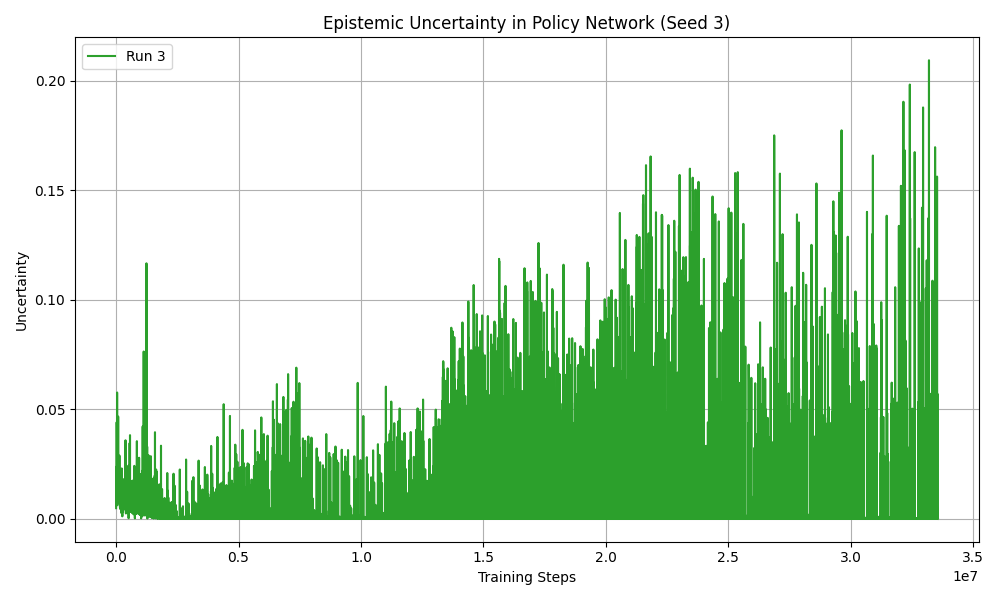 Epistemic Uncertainty in Policy Network (Seed 3)
Run 3
Uncertainty
0.20
0.15
0.10
0.05
0.00
0.0 0.5 1.0 1.5 2.0 2.5 3.0 3.5
1e7
Training Steps